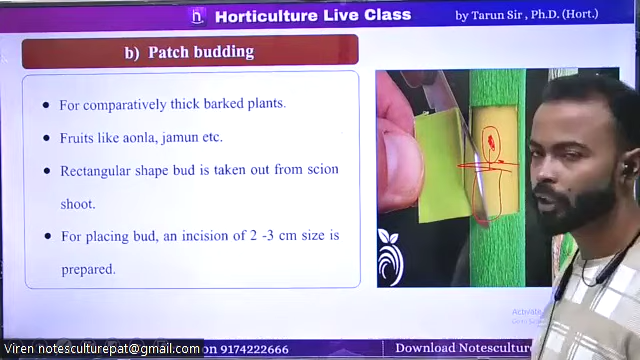 n
Horticulture Live Class
by Tarun Sir , Ph.D. (Hort.)
b) Patch budding
• For comparatively thick barked plants.
• Fruits like aonla, jamun etc.
• Rectangular shape bud is taken out from scion
shoot.
• For placing bud, an incision of 2 -3 cm size is
prepared.
Activate
Viren notesculturepat@gmail.com
on 9174222666
Download Notescultur